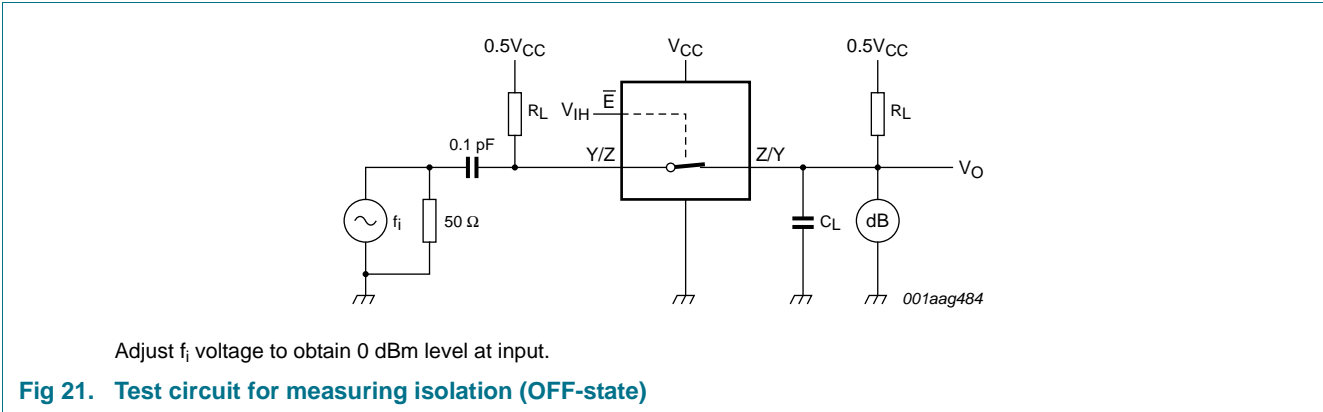 0.5VCC VCC 0.5VCC
RL VIH E RL
0.1 pF Y/Z Z/Y VO
fi 50 Ω CL dB
001aag484
Adjust fi voltage to obtain 0 dBm level at input.
Fig 21. Test circuit for measuring isolation (OFF-state)